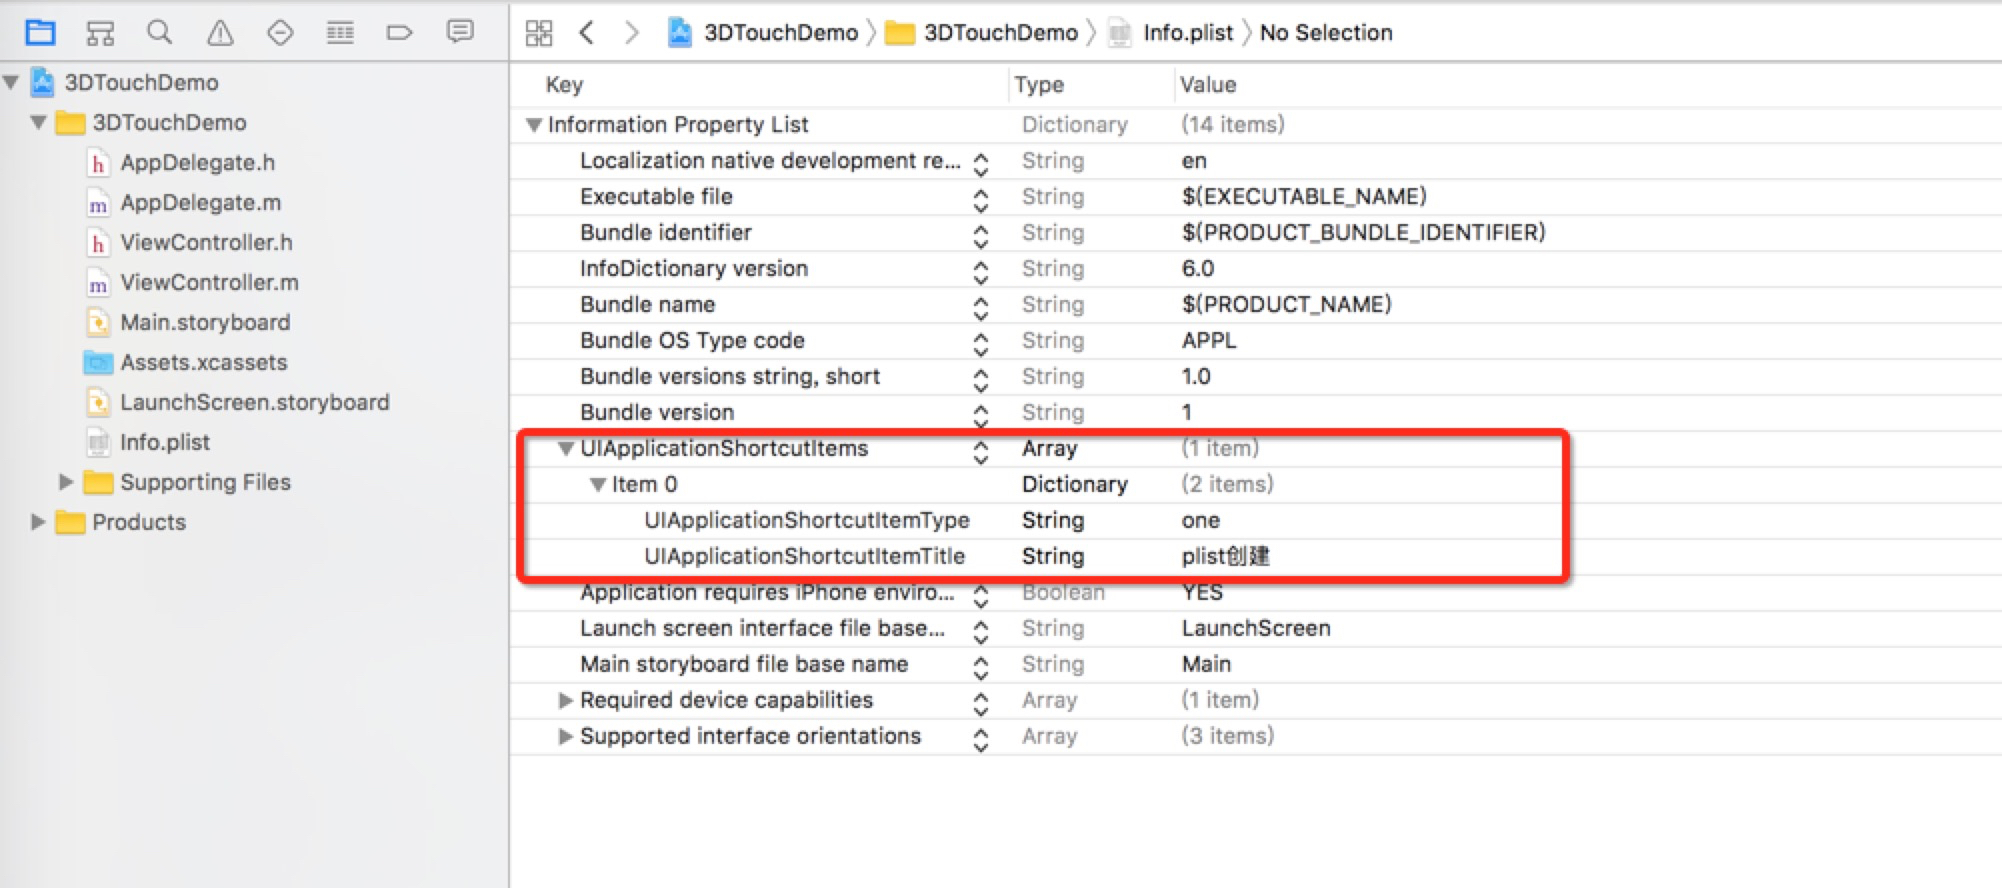 3DTouchDemo 3DTouchDemo Info.plist No Selection
3DTouchDemo
3DTouchDemo
AppDelegate.h
AppDelegate.m
ViewController.h
ViewController.m
Main.storyboard
Assets.xcassets
LaunchScreen.storyboard
Info.plist
Supporting Files
Products
Key Type Value
Information Property List Dictionary (14 items)
Localization native development re... String en
Executable file String $(EXECUTABLE_NAME)
Bundle identifier String $(PRODUCT_BUNDLE_IDENTIFIER)
InfoDictionary version String 6.0
Bundle name String $(PRODUCT_NAME)
Bundle OS Type code String APPL
Bundle versions string, short String 1.0
Bundle version String 1
UIApplicationShortcutItems Array (1 item)
Item 0 Dictionary (2 items)
UIApplicationShortcutItemType String one
UIApplicationShortcutItemTitle String plist创建
Application requires iPhone enviro... Boolean YES
Launch screen interface file base... String LaunchScreen
Main storyboard file base name String Main
Required device capabilities Array (1 item)
Supported interface orientations Array (3 items)